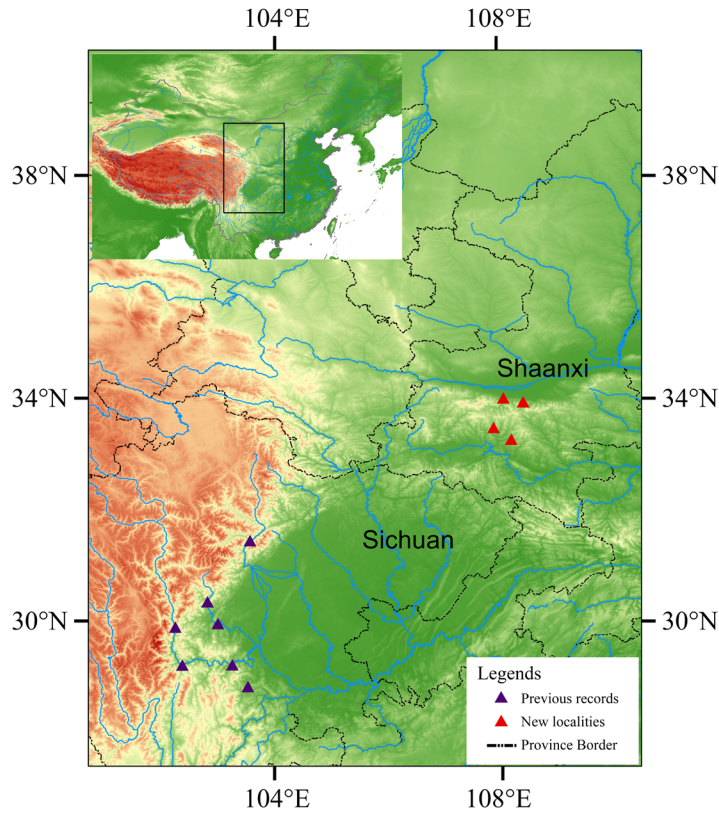 104°E 108°E
38°N 38°N
Shaanxi
34°N 34°N
Sichuan
30°N 30°N
Legends
Previous records
New localities
Province Border
104°E 108°E